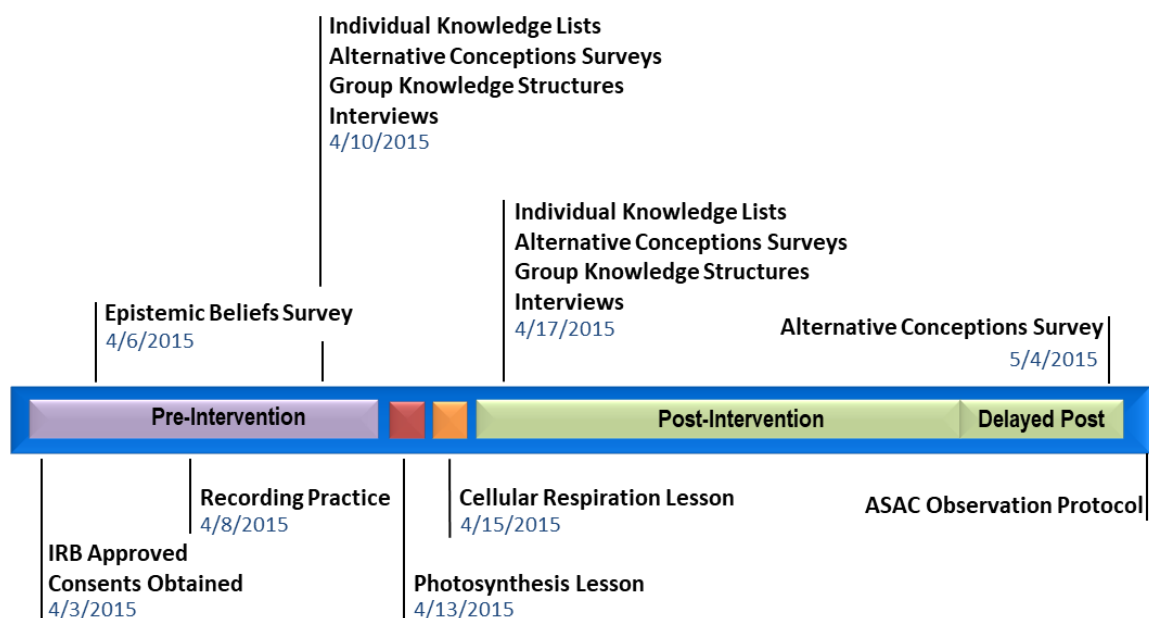 Individual Knowledge Lists
Alternative Conceptions Surveys
Group Knowledge Structures
Interviews
4/10/2015
Individual Knowledge Lists
Alternative Conceptions Surveys
Group Knowledge Structures
Interviews
4/17/2015
Epistemic Beliefs Survey
4/6/2015
Alternative Conceptions Survey
5/4/2015
Pre-Intervention
Post-Intervention
Delayed Post
Recording Practice
4/8/2015
Cellular Respiration Lesson
4/15/2015
ASAC Observation Protocol
IRB Approved
Consents Obtained
4/3/2015
Photosynthesis Lesson
4/13/2015